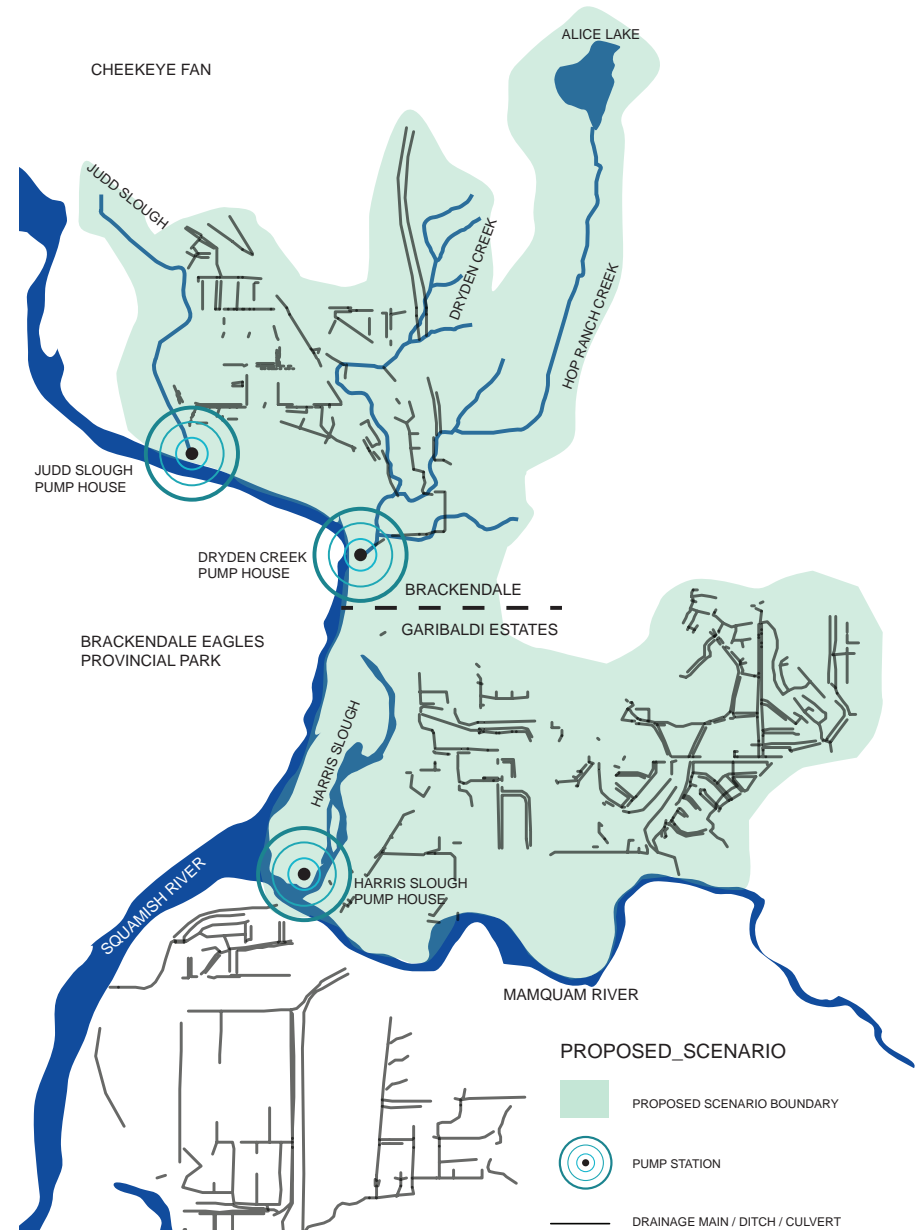 ALICE LAKE
CHEEKEYE FAN
JUDD SLOUGH
DRYDEN CREEK
HOP RANCH CREEK
JUDD SLOUGH
PUMP HOUSE
DRYDEN CREEK
PUMP HOUSE
BRACKENDALE
GARIBALDI ESTATES
BRACKENDALE EAGLES
PROVINCIAL PARK
HARRIS SLOUGH
SQUAMISH RIVER
HARRIS SLOUGH
PUMP HOUSE
MAMQUAM RIVER
PROPOSED_SCENARIO
PROPOSED SCENARIO BOUNDARY
PUMP STATION
DRAINAGE MAIN / DITCH / CULVERT